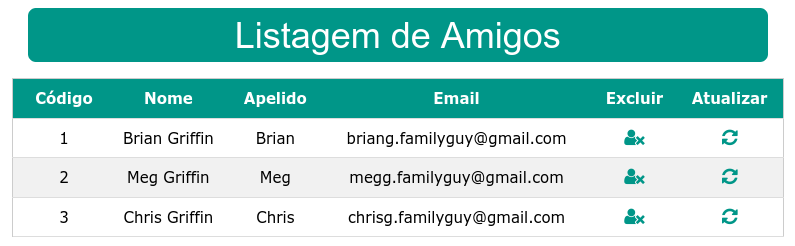 Listagem de Amigos
Código Nome Apelido Email Excluir Atualizar
1 Brian Griffin Brian briang.familyguy@gmail.com
2 Meg Griffin Meg megg.familyguy@gmail.com
3 Chris Griffin Chris chrisg.familyguy@gmail.com